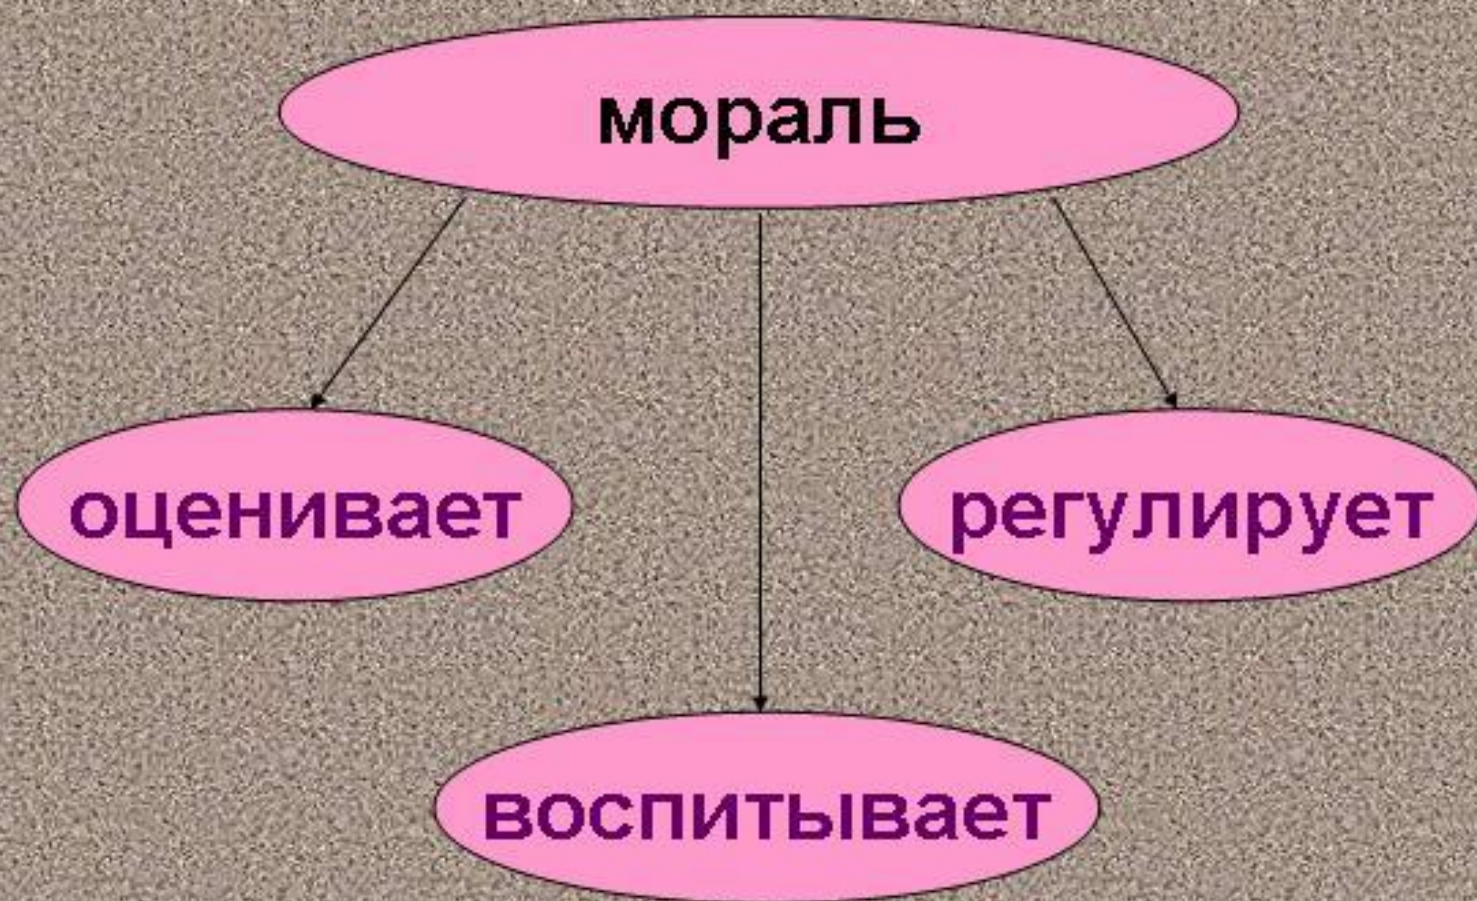 мораль
оценивает
регулирует
воспитывает